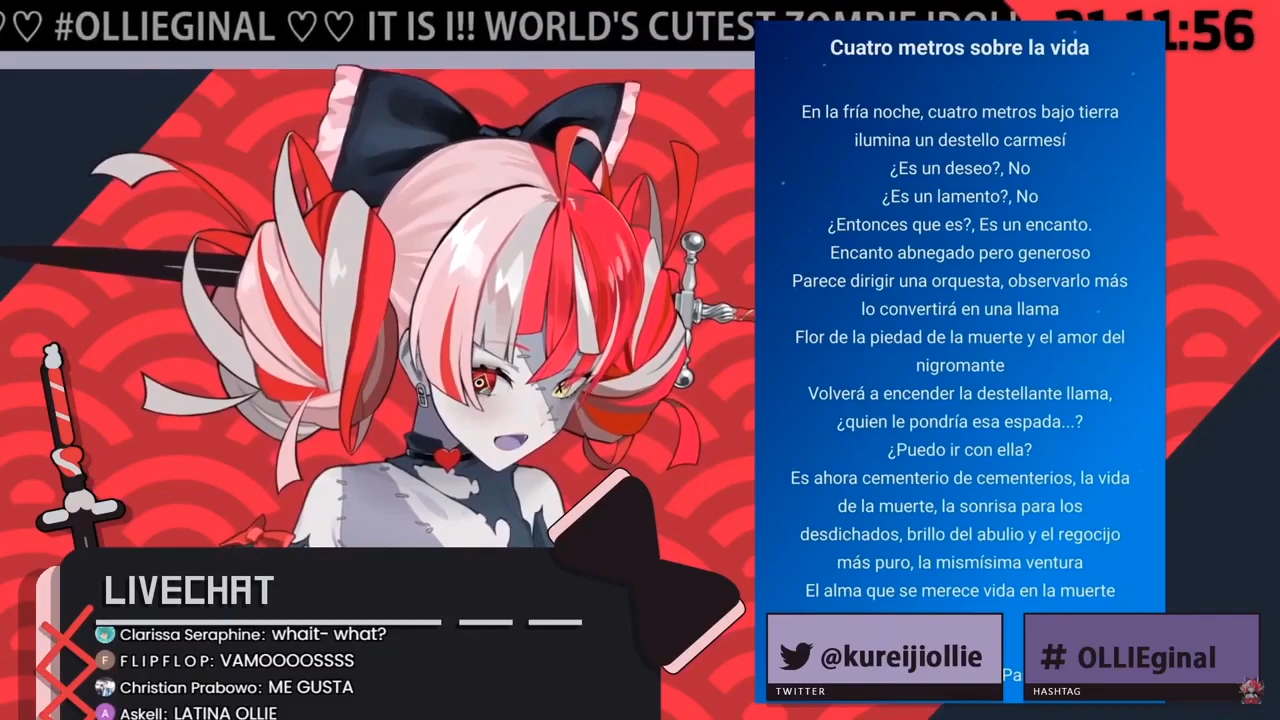 ♡♡ #OLLIEGINAL ♡♡ IT IS I!! WORLD'S CUTEST ZOMBIE IDOL
:56
Cuatro metros sobre la vida
En la fría noche, cuatro metros bajo tierra
ilumina un destello carmesí
¿Es un deseo?, No
¿Es un lamento?, No
¿Entonces que es?, Es un encanto.
Encanto abnegado pero generoso
Parece dirigir una orquesta, observarlo más
lo convertirá en una llama
Flor de la piedad de la muerte y el amor del
nigromante
Volverá a encender la destellante llama,
¿quien le pondría esa espada...?
¿Puedo ir con ella?
Es ahora cementerio de cementerios, la vida
de la muerte, la sonrisa para los
desdichados, brillo del abulio y el regocijo
más puro, la mismísima ventura
El alma que se merece vida en la muerte
Pa
LIVECHAT
Clarissa Seraphine: whait- what?
F FLIPFLOP: VAMOOOOSSSS
Christian Prabowo: ME GUSTA
A Askell: LATINA OLLIE
@kureijiollie
TWITTER
# OLLIEginal
HASHTAG